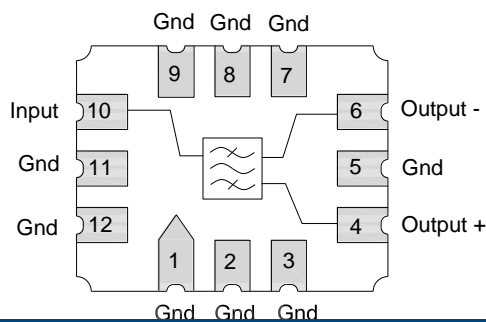 Gnd Gnd Gnd
9 8 7
Input 10 6 Output -
Gnd 11 5 Gnd
Gnd 12 4 Output +
1 2 3
Gnd Gnd Gnd